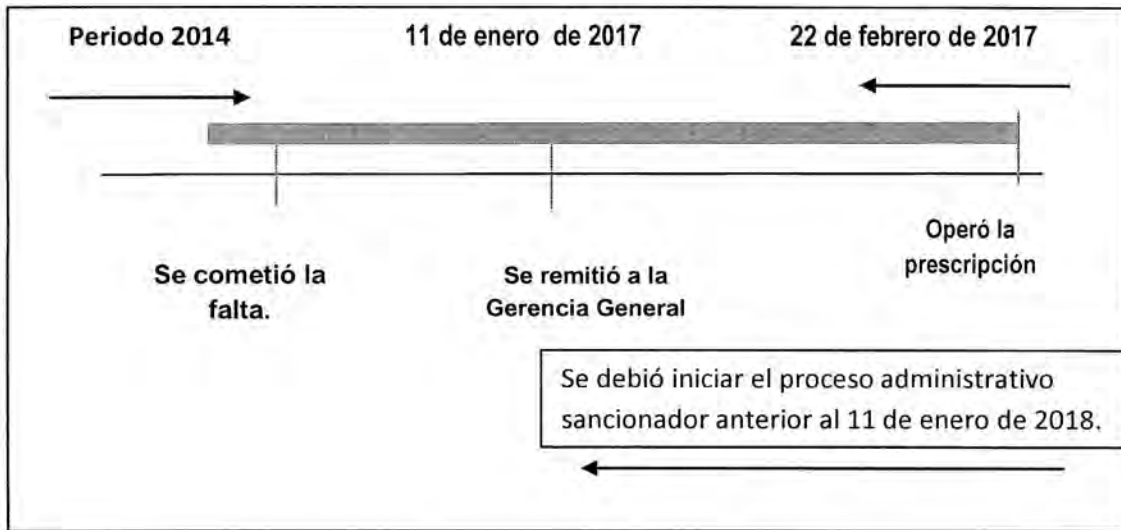 Periodo 2014
11 de enero de 2017
22 de febrero de 2017
Se cometió la
falta.
Se remitió a la
Gerencia General
Operó la
prescripción
Se debió iniciar el proceso administrativo
sancionador anterior al 11 de enero de 2018.